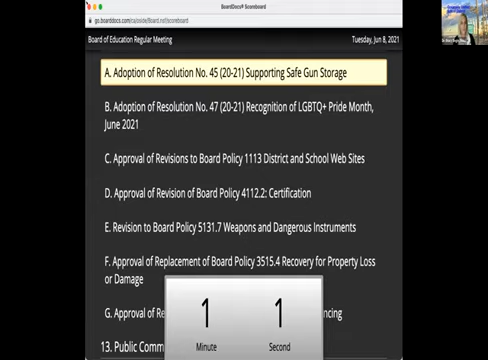 BoardDocs® Scoreboard
go.boarddocs.com/ca/oxide/Board.nsf/scoreboard
Board of Education Regular Meeting
Tuesday, Jun 8, 2021
A. Adoption of Resolution No. 45 (20-21) Supporting Safe Gun Storage
B. Adoption of Resolution No. 47 (20-21) Recognition of LGBTQ+ Pride Month,
June 2021
C. Approval of Revisions to Board Policy 1113 District and School Web Sites
D. Approval of Revision of Board Policy 4112.2: Certification
E. Revision to Board Policy 5131.7 Weapons and Dangerous Instruments
F. Approval of Replacement of Board Policy 3515.4 Recovery for Property Loss
or Damage
G. Approval of Re
ncing
13. Public Comm
1
1
Minute
Second